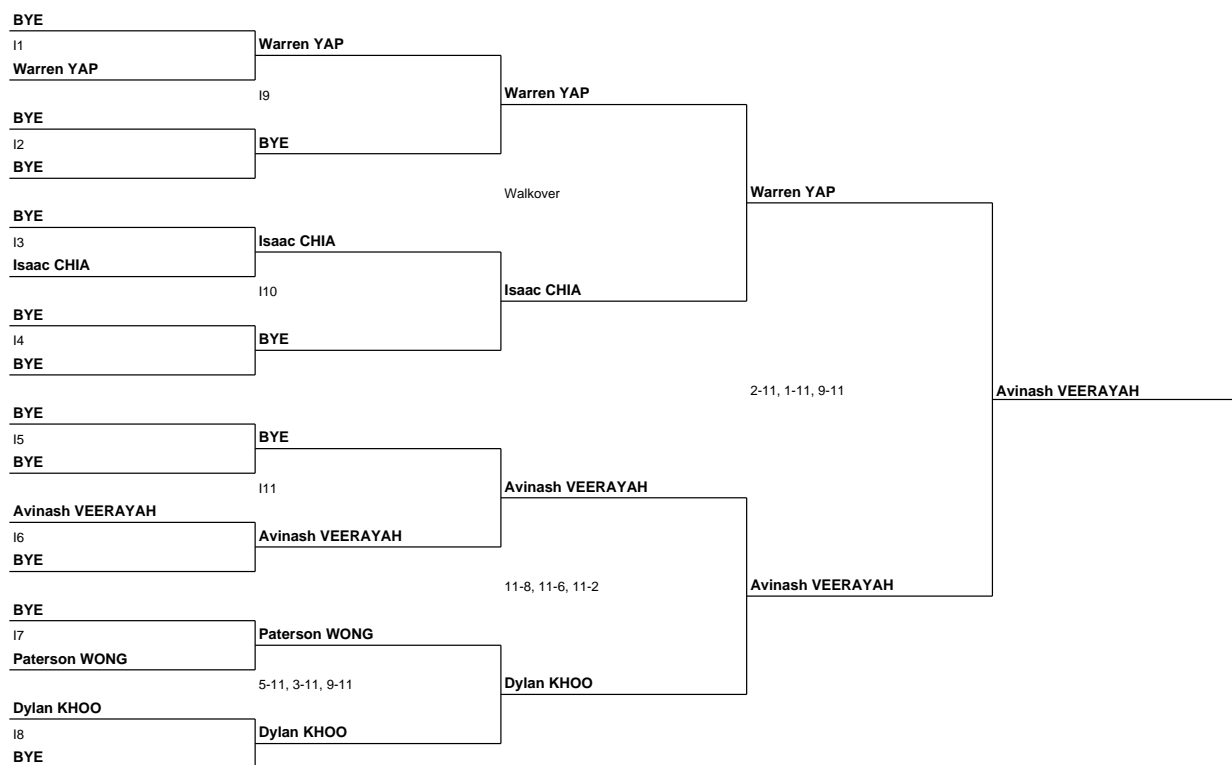 BYE
I1
Warren YAP
Warren YAP
I9
Warren YAP
BYE
I2
BYE
BYE
Walkover
Warren YAP
BYE
I3
Isaac CHIA
Isaac CHIA
I10
Isaac CHIA
BYE
I4
BYE
BYE
2-11, 1-11, 9-11
Avinash VEERAYAH
BYE
I5
BYE
BYE
I11
Avinash VEERAYAH
Avinash VEERAYAH
I6
BYE
Avinash VEERAYAH
11-8, 11-6, 11-2
Avinash VEERAYAH
BYE
I7
Paterson WONG
Paterson WONG
5-11, 3-11, 9-11
Dylan KHOO
Dylan KHOO
I8
BYE
Dylan KHOO